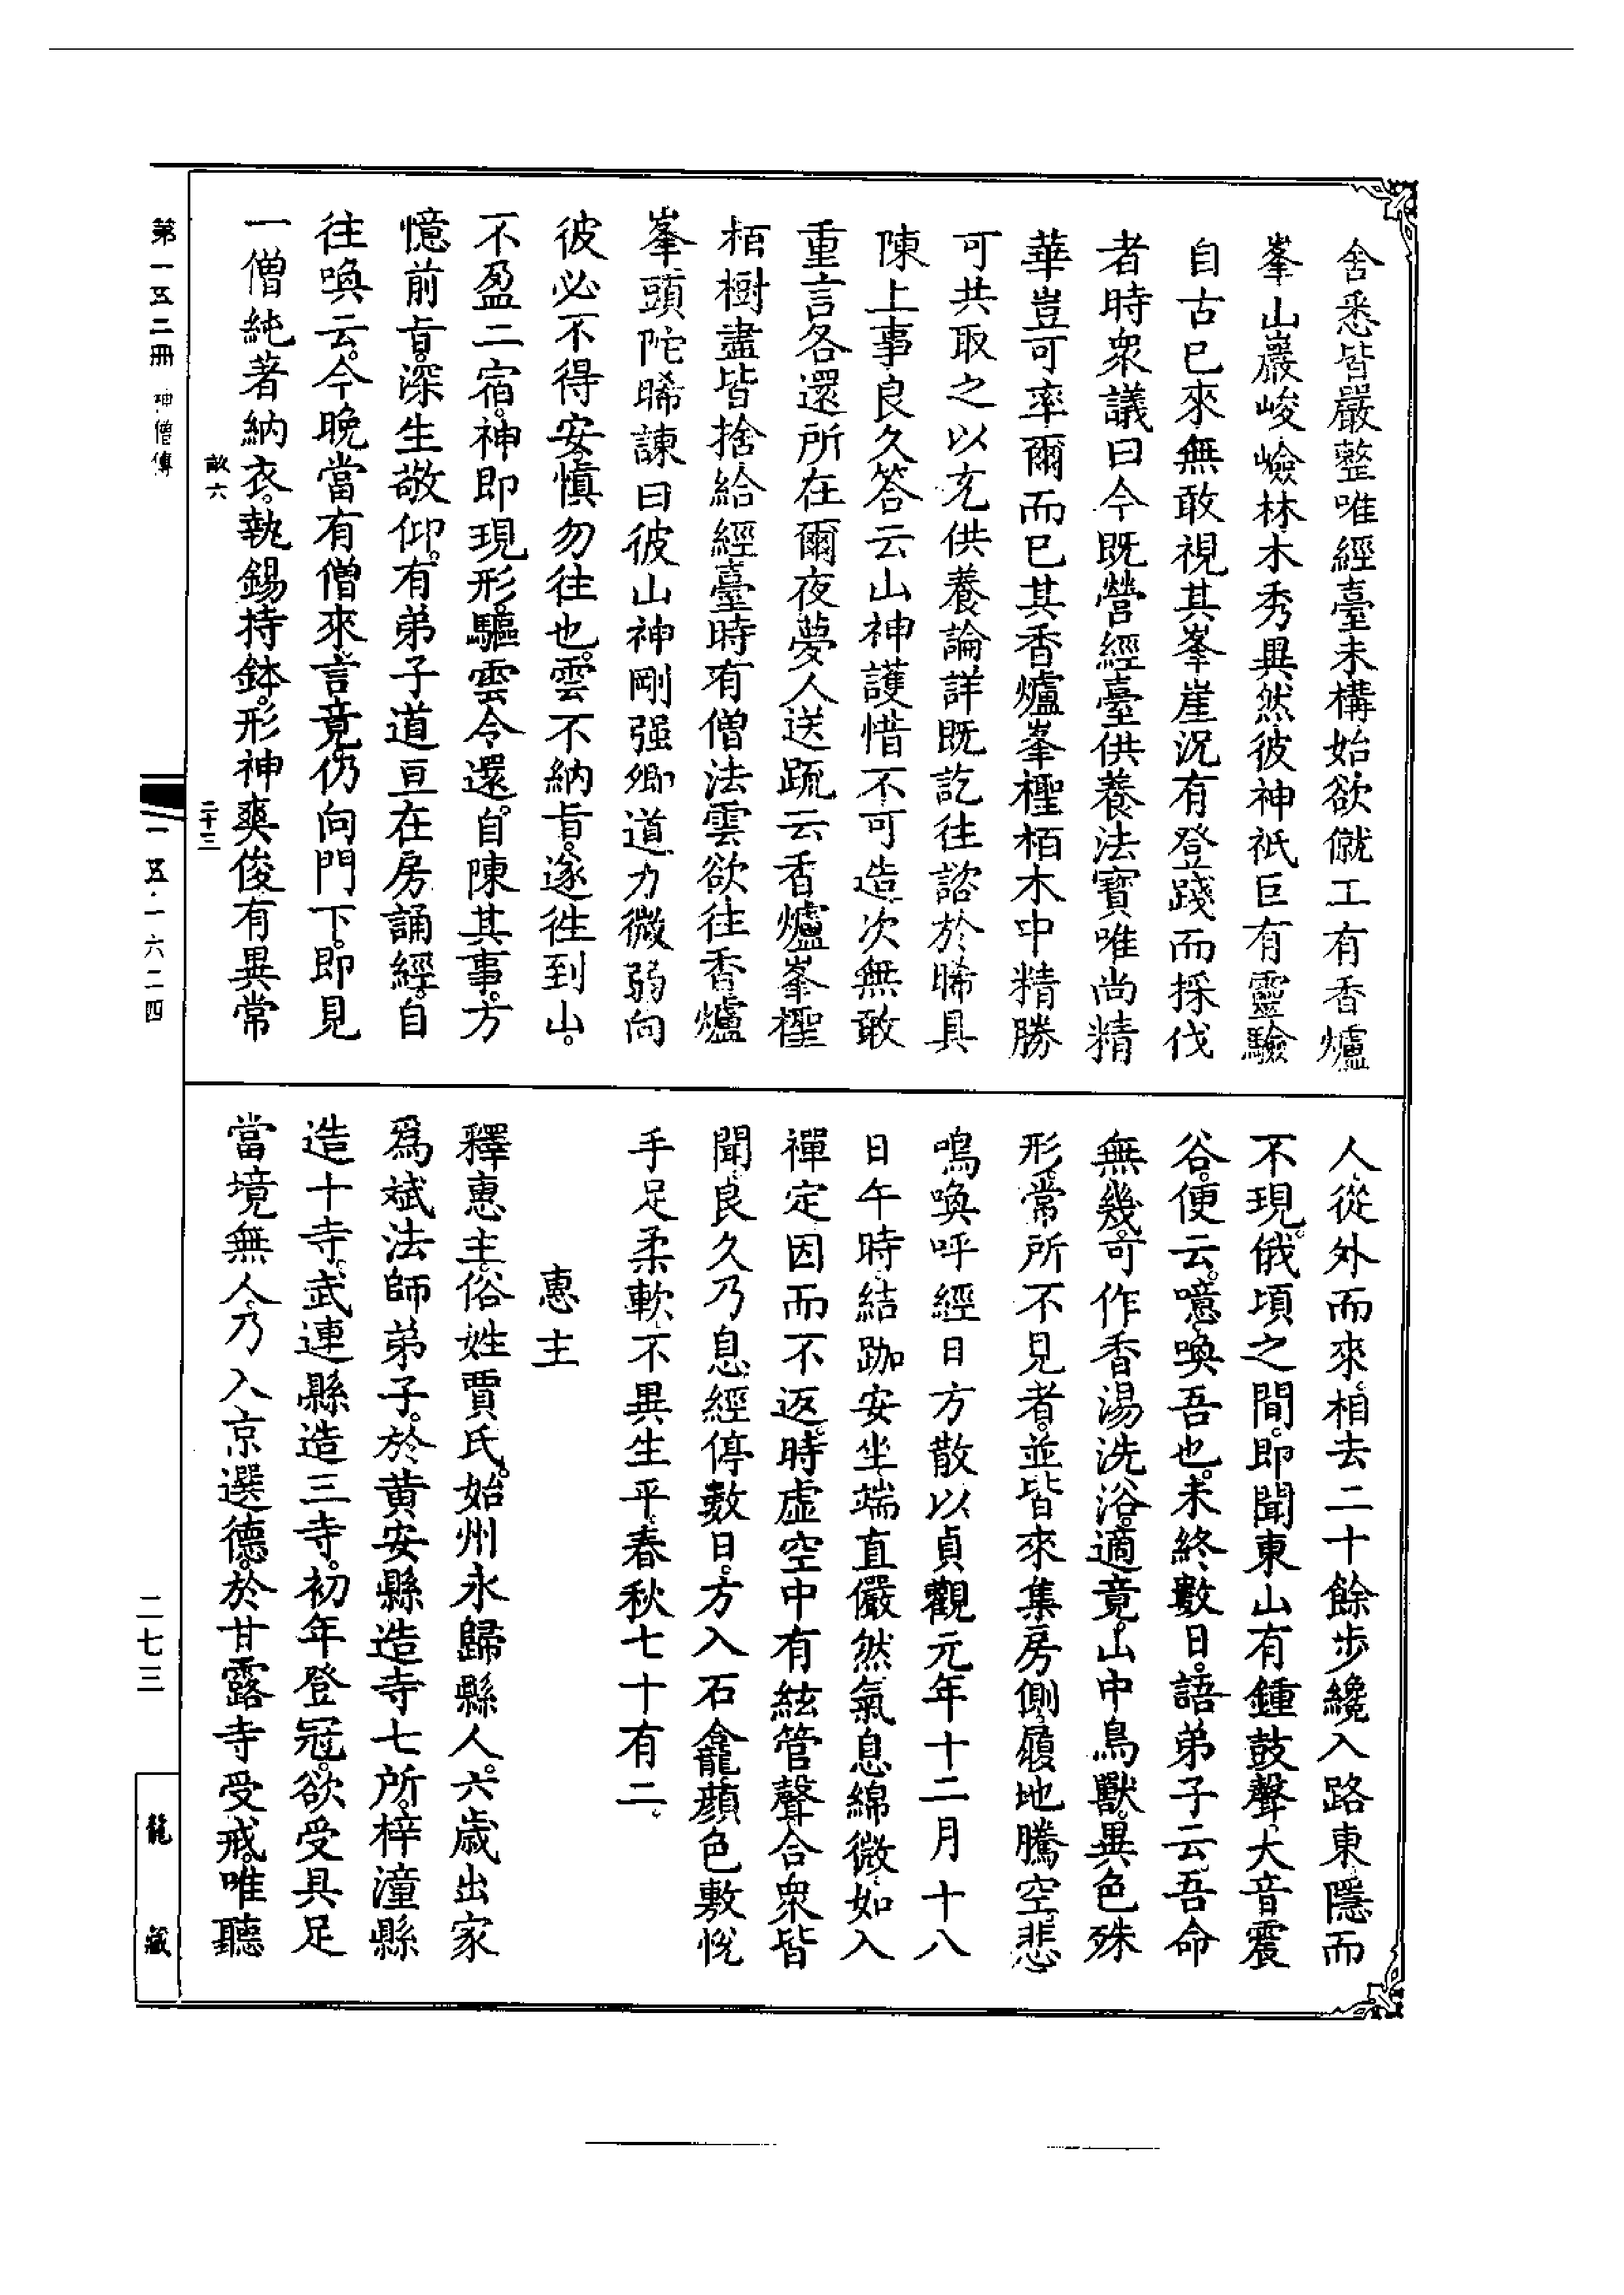 舍悉皆嚴整唯經臺未構始欲僦工有香爐
峯山巖峻嶮林木秀異然彼神祇巨有靈驗
自古已來無敢視其峯崖況有登踐而採伐
者時衆議曰今既營經臺供養法寶唯尚精
華豈可率爾而已其香爐峯檉栢木中精勝
可共取之以充供養論詳既訖往諮於晞具
陳上事良久答云山神護惜不可造次無敢
重言各還所在爾夜夢人送疏云香爐峯檉
栢樹盡皆捨給經臺時有僧法雲欲往香爐
峯頭陀晞諫曰彼山神剛强卿道力微弱向
彼必不得安慎勿往也。雲不納旨。遂徃到山。
不盈二宿。神即現形。驅雲令還。自陳其事。方
憶前旨。深生敬仰。有弟子道亘在房誦經。自
往喚云。今晚當有僧來。言竟。仍向門下。即見
一僧純著納衣。執錫持鉢。形神爽俊有異常
人。從外而來。相去二十餘步纔入路東。隱而
不現。俄頃之間。即聞東山有鍾鼓聲。大音震
谷。便云。噫喚吾也。未終數日。語弟子云吾命
無幾。可作香湯洗浴。適竟。山中鳥獸。異色殊
形。常所不見者。並皆來集房側。履地騰空。悲
鳴喚呼經日方散以貞觀元年十二月十八
日午時。結跏安坐端直儼然氣息綿微。如入
禪定因而不返。時虛空中有絃管聲合衆皆
聞。良久乃息。經停數日。方入石龕。顔色敷悅
手足柔軟。不異生平。春秋七十有二。
惠主
釋惠主。俗姓賈氏。始州永歸縣人。六歲出家
爲斌法師弟子。於黄安縣造寺七所。梓潼縣
造十寺。武連縣造三寺。初年登冠。欲受具足
當境無人。乃入京選德。於甘露寺受戒。唯聽
第一五二冊 神僧傳
畝六
二十三
一五·一六二四
二七三
龍藏